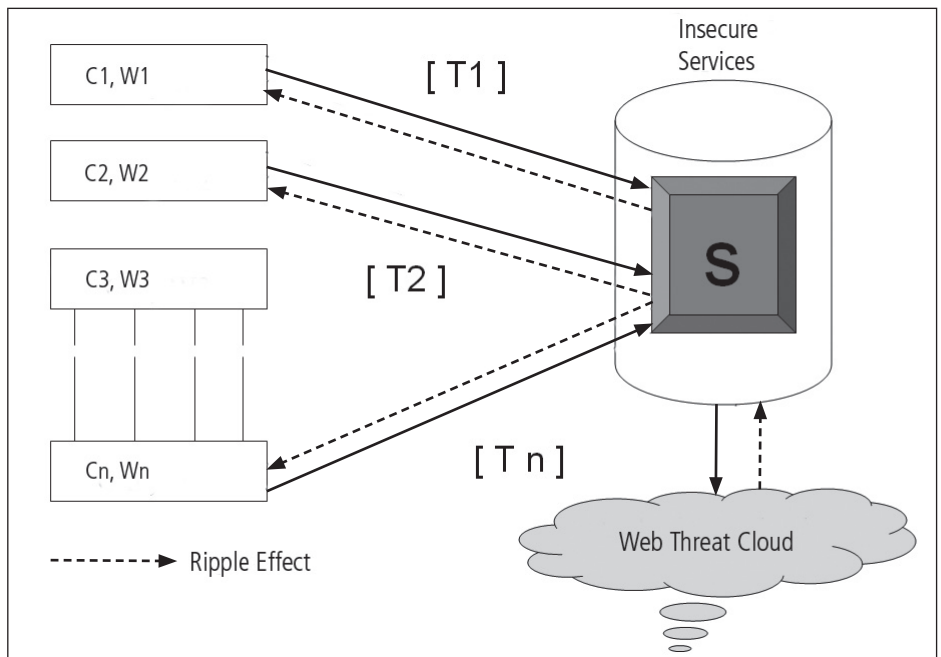 Insecure
Services
C1, W1
[ T1 ]
C2, W2
S
C3, W3
[ T2 ]
Cn, Wn
[ T n ]
Web Threat Cloud
Ripple Effect